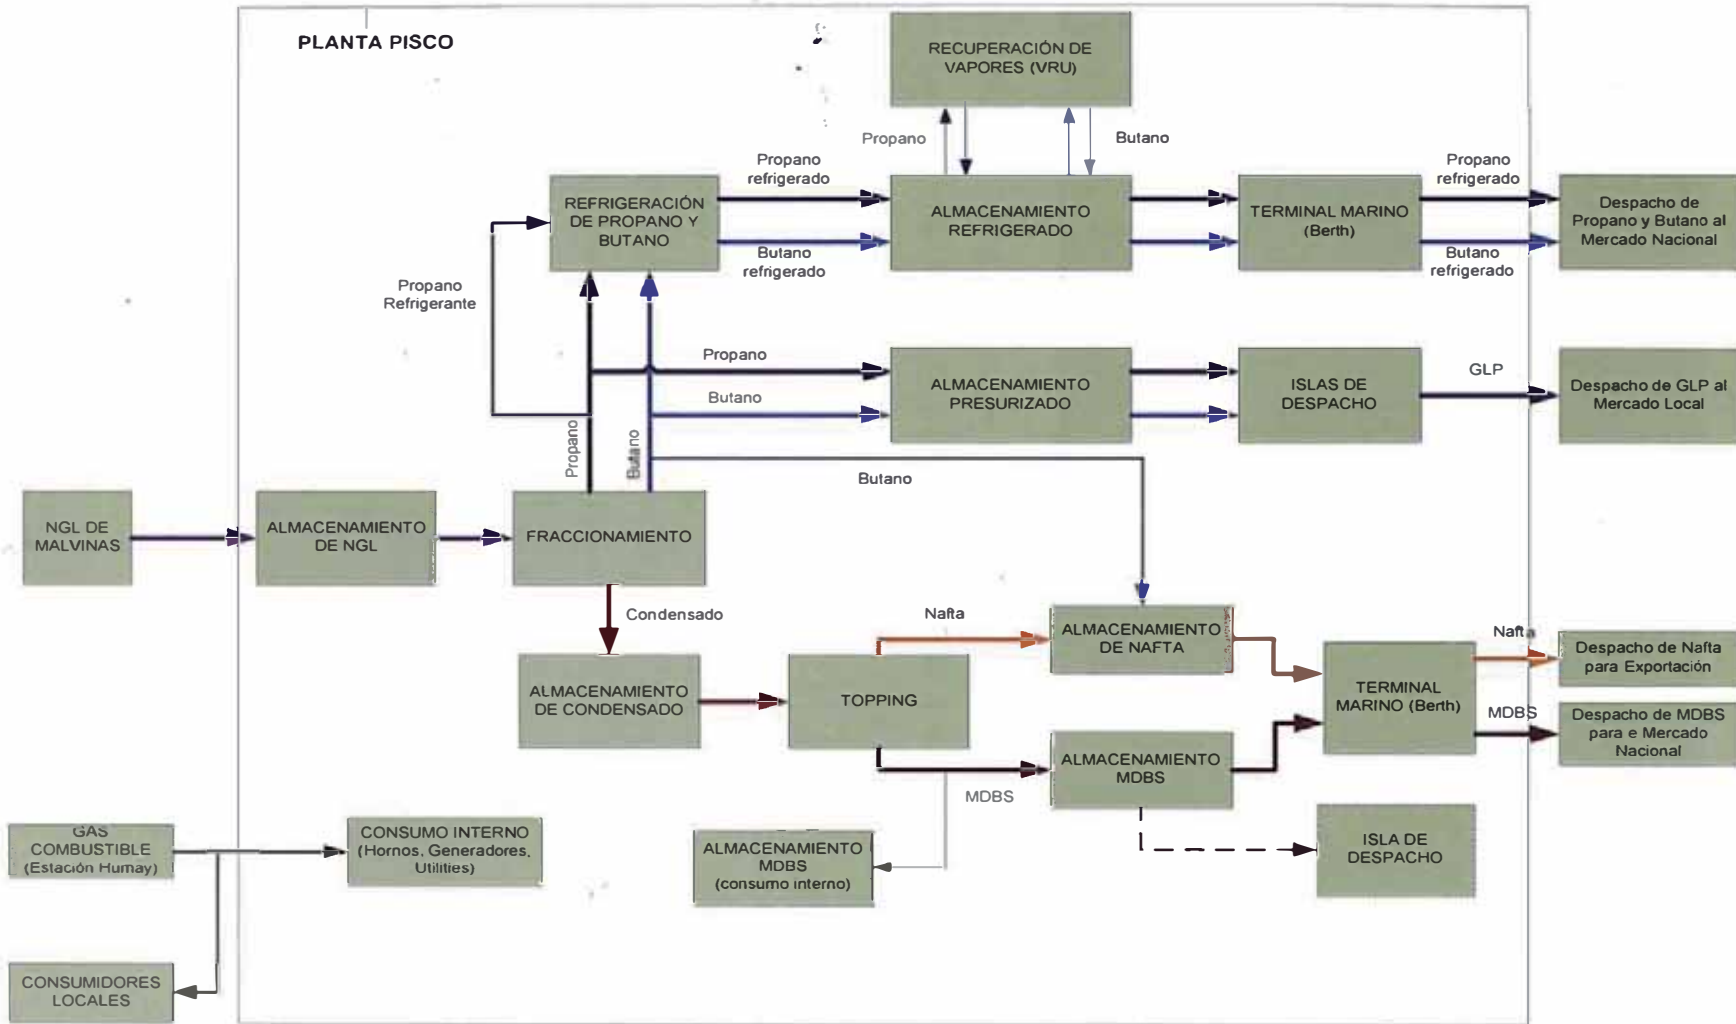 PLANTA PISCO
RECUPERACIÓN DE
VAPORES (VRU)
Propano
Butano
Propano
refrigerado
Propano
refrigerado
REFRIGERACIÓN
DE PROPANO Y
BUTANO
ALMACENAMIENTO
REFRIGERADO
TERMINAL MARINO
(Berth)
Despacho de
Propano y Butano al
Mercado Nacional
Butano
refrigerado
Butano
refrigerado
Propano
Refrigerante
Propano
Butano
ALMACENAMIENTO
PRESURIZADO
ISLAS DE
DESPACHO
GLP
Despacho de GLP al
Mercado Local
Propano
Butano
Butano
NGL DE
MALVINAS
ALMACENAMIENTO
DE NGL
FRACCIONAMIENTO
Condensado
Nafta
ALMACENAMIENTO
DE NAFTA
Nafta
Despacho de Nafta
para Exportación
ALMACENAMIENTO
DE CONDENSADO
TOPPING
TERMINAL
MARINO (Berth)
MDBS
Despacho de MDBS
para e Mercado
Nacional
ALMACENAMIENTO
MDBS
MDBS
GAS
COMBUSTIBLE
(Estación Humay)
CONSUMO INTERNO
(Hornos, Generadores,
Utilities)
ALMACENAMIENTO
MDBS
(consumo interno)
ISLA DE
DESPACHO
CONSUMIDORES
LOCALES